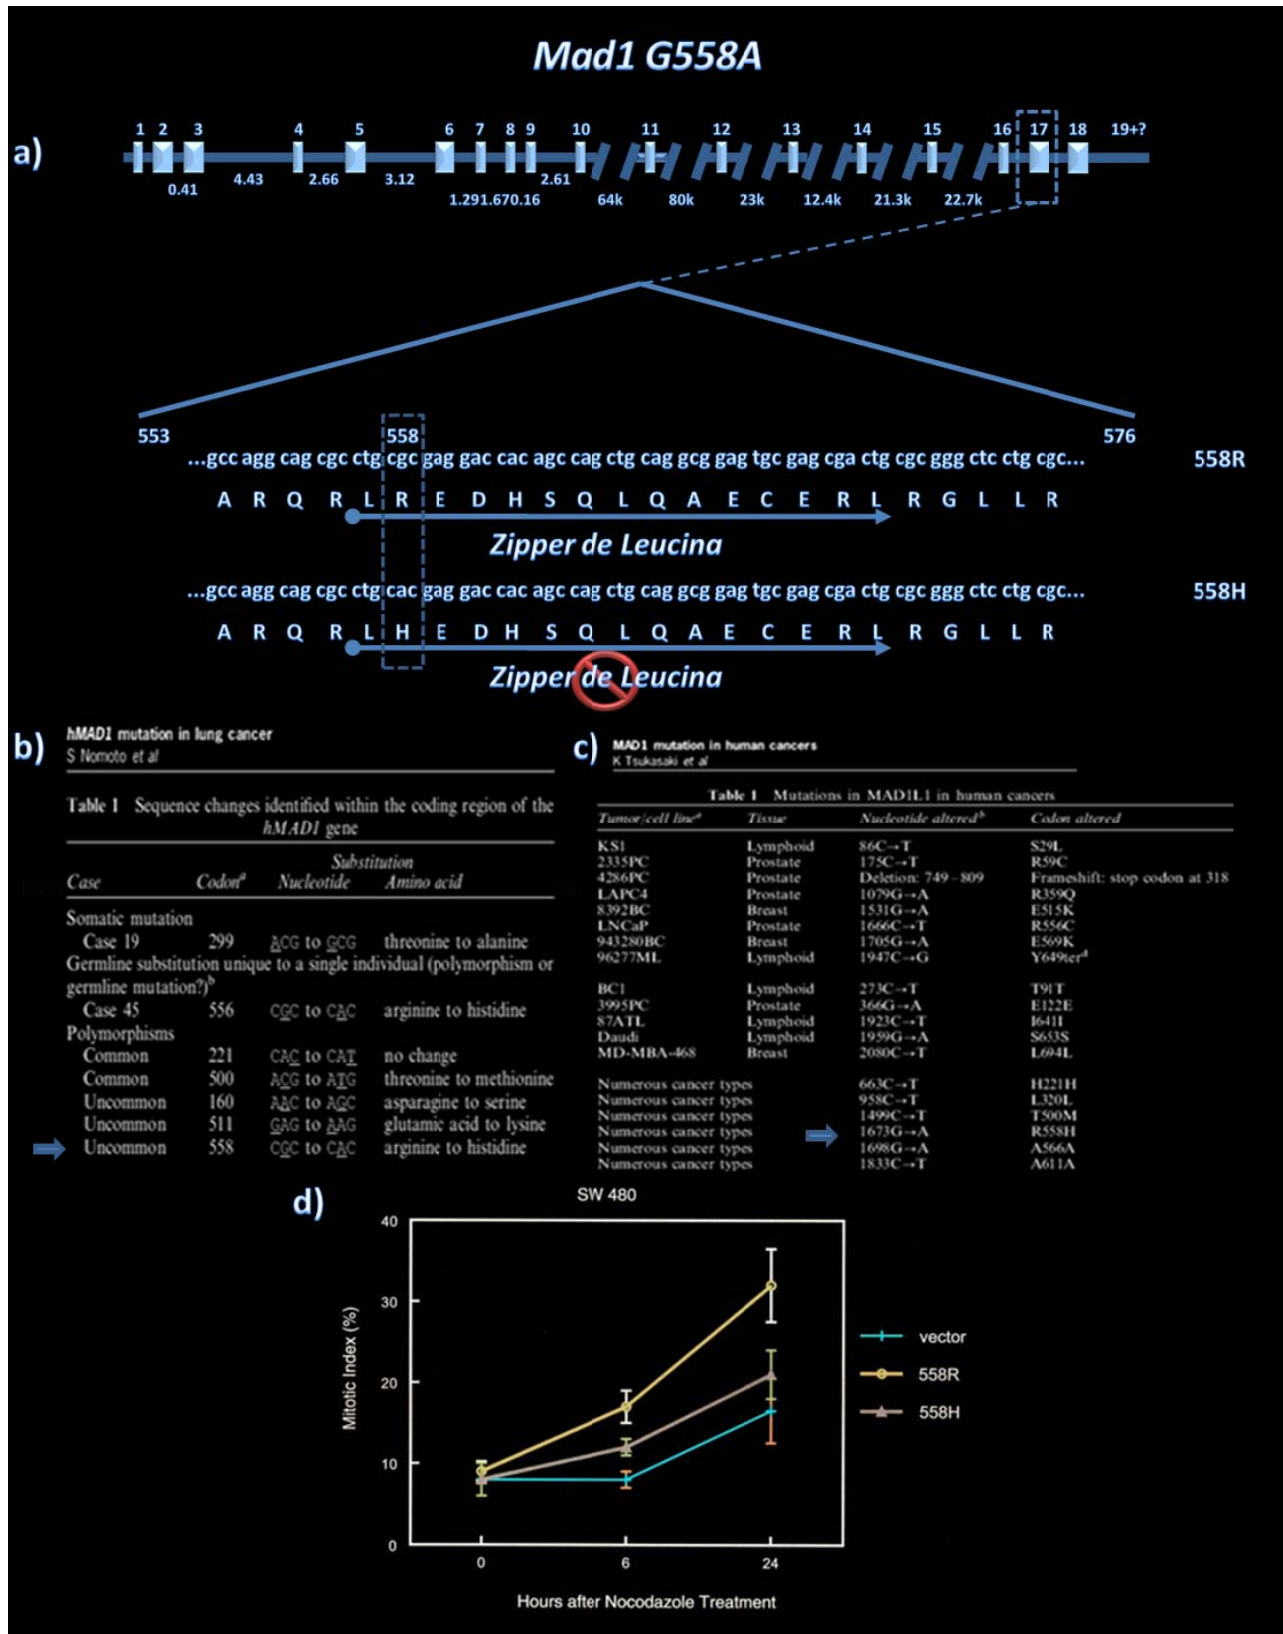 Mad1 G558A
a)
1 2 3 4 5 6 7 8 9 10 11 12 13 14 15 16 17 18 19+?
0.41 4.43 2.66 3.12 1.291.670.16 2.61 64k 80k 23k 12.4k 21.3k 22.7k
553 558 576
...gcc agg cag cgc ctg cgc gag gac cac agc cag ctg cag gcg gag tgc gag cga ctg cgc ggg ctc ctg cgc... 558R
A R Q R L R E D H S Q L Q A E C E R L R G L L R
Zipper de Leucina
...gcc agg cag cgc ctg cac gag gac cac agc cag ctg cag gcg gag tgc gag cga ctg cgc ggg ctc ctg cgc... 558H
A R Q R L H E D H S Q L Q A E C E R L R G L L R
Zipper de Leucina
b)
hMAD1 mutation in lung cancer
S Nomoto et al
Table 1 Sequence changes identified within the coding region of the
hMAD1 gene
Substitution
Case Codonᵃ Nucleotide Amino acid
Somatic mutation
Case 19 299 ACG to GCG threonine to alanine
Germline substitution unique to a single individual (polymorphism or
germline mutation?)ᵇ
Case 45 556 CGC to CAC arginine to histidine
Polymorphisms
Common 221 CAC to CAT no change
Common 500 ACG to ATG threonine to methionine
Uncommon 160 AAC to AGC asparagine to serine
Uncommon 511 GAG to AAG glutamic acid to lysine
Uncommon 558 CGC to CAC arginine to histidine
c)
MAD1 mutation in human cancers
K Tsukasaki et al
Table 1 Mutations in MAD1L1 in human cancers
Tumor/cell lineᵃ Tissue Nucleotide alteredᵇ Codon altered
KS1 Lymphoid 86C→T S29L
2335PC Prostate 175C→T R59C
4286PC Prostate Deletion: 749–809 Frameshift: stop codon at 318
LAPC4 Prostate 1079G→A R359Q
8392BC Breast 1531G→A E515K
LNCaP Prostate 1666C→T R556C
943280BC Breast 1705G→A E569K
96277ML Lymphoid 1947C→G Y649terᵈ
BC1 Lymphoid 273C→T T91T
3995PC Prostate 366G→A E122E
87ATL Lymphoid 1923C→T I641I
Daudi Lymphoid 1959G→A S653S
MD-MBA-468 Breast 2080C→T L694L
Numerous cancer types 663C→T H221H
Numerous cancer types 958C→T L320L
Numerous cancer types 1499C→T T500M
Numerous cancer types 1673G→A R558H
Numerous cancer types 1698G→A A566A
Numerous cancer types 1833C→T A611A
d)
SW 480
Mitotic Index (%)
40
30
20
10
0
0 6 24
Hours after Nocodazole Treatment
vector
558R
558H